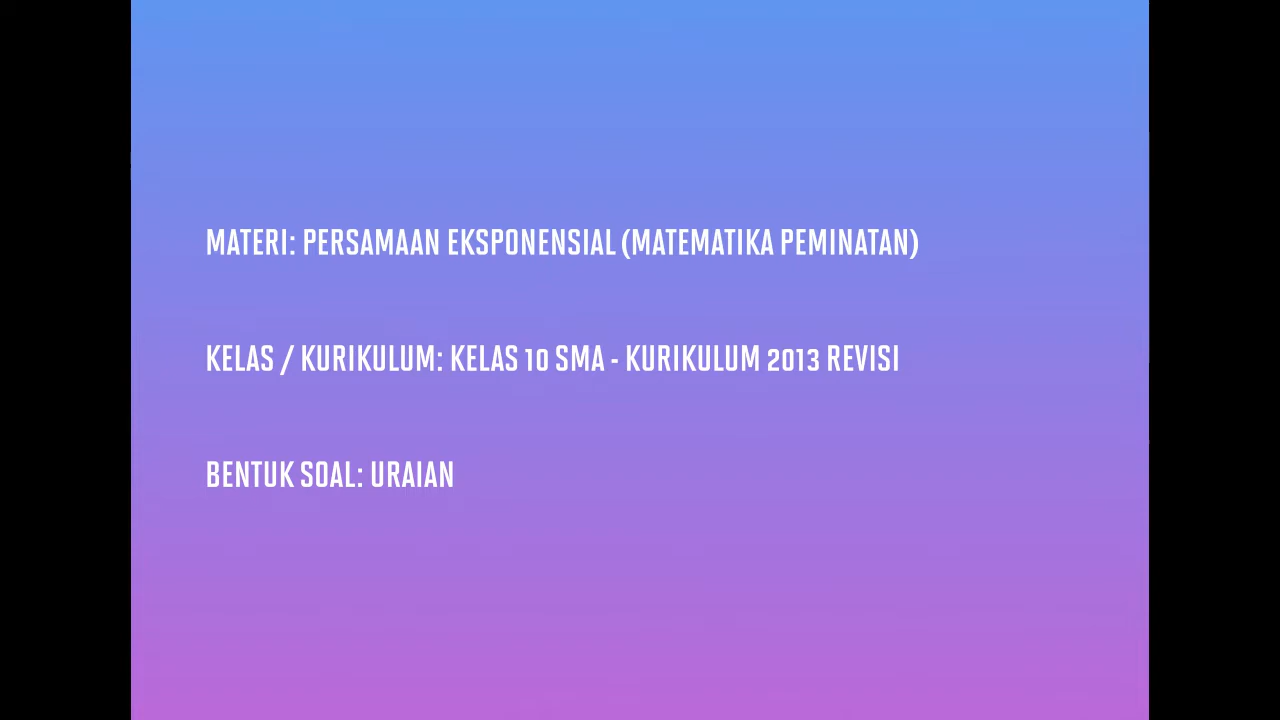 MATERI: PERSAMAAN EKSPONENSIAL (MATEMATIKA PEMINATAN)
KELAS / KURIKULUM: KELAS 10 SMA - KURIKULUM 2013 REVISI
BENTUK SOAL: URAIAN